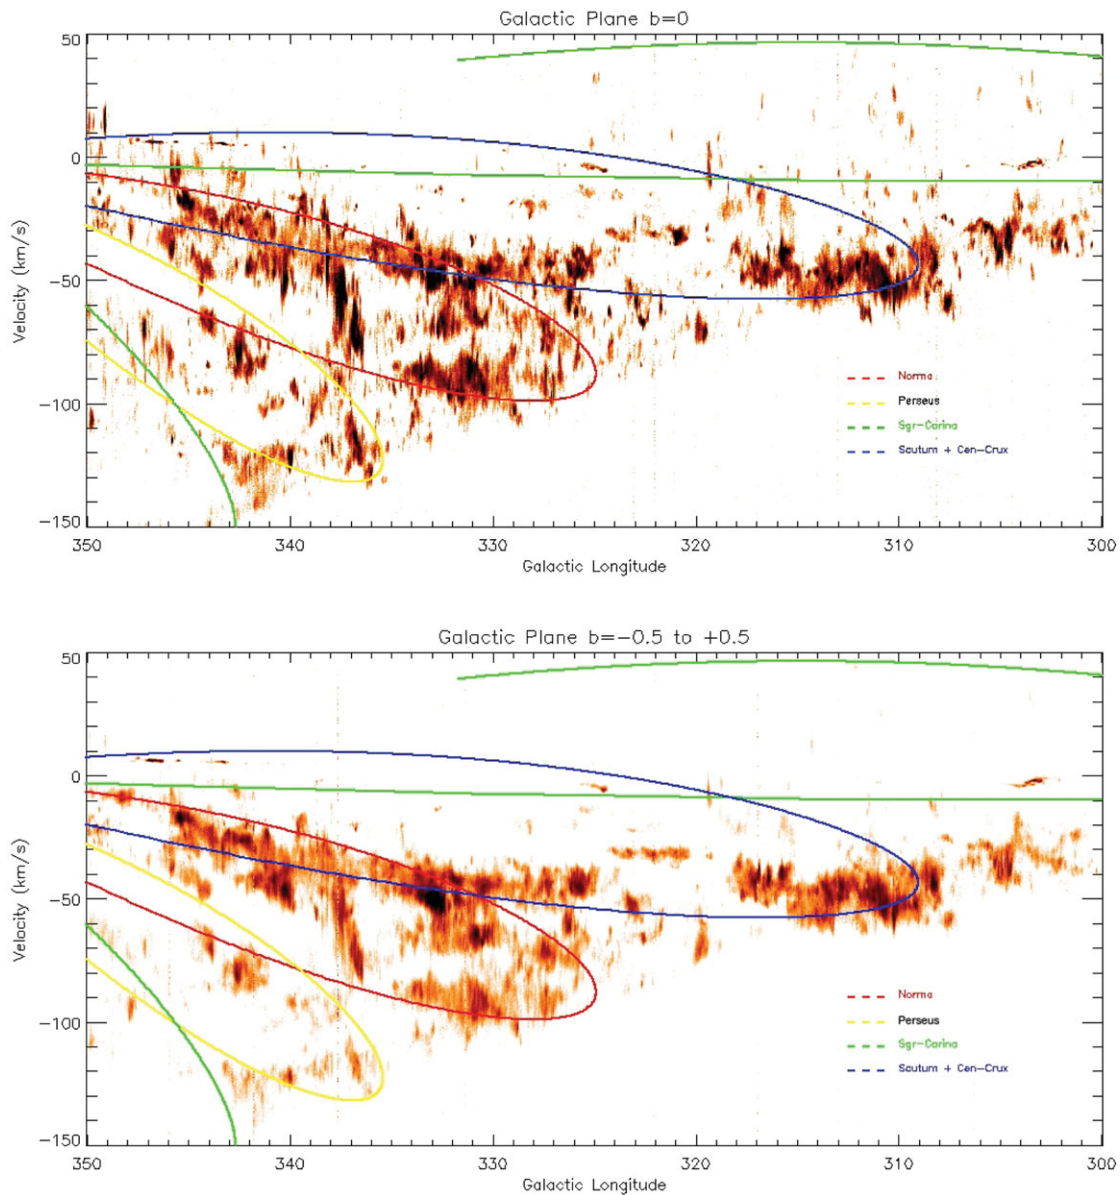 Galactic Plane b=0
50
0
−50
−100
−150
Velocity (km/s)
Norma
Perseus
Sgr-Carina
Scutum + Cen-Crux
350 340 330 320 310 300
Galactic Longitude
Galactic Plane b=−0.5 to +0.5
50
0
−50
−100
−150
Velocity (km/s)
Norma
Perseus
Sgr-Carina
Scutum + Cen-Crux
350 340 330 320 310 300
Galactic Longitude